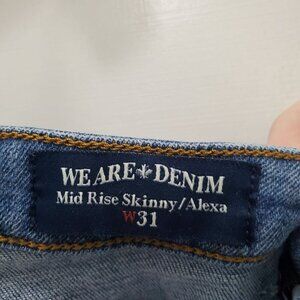 WE ARE DENIM
Mid Rise Skinny/Alexa
W31